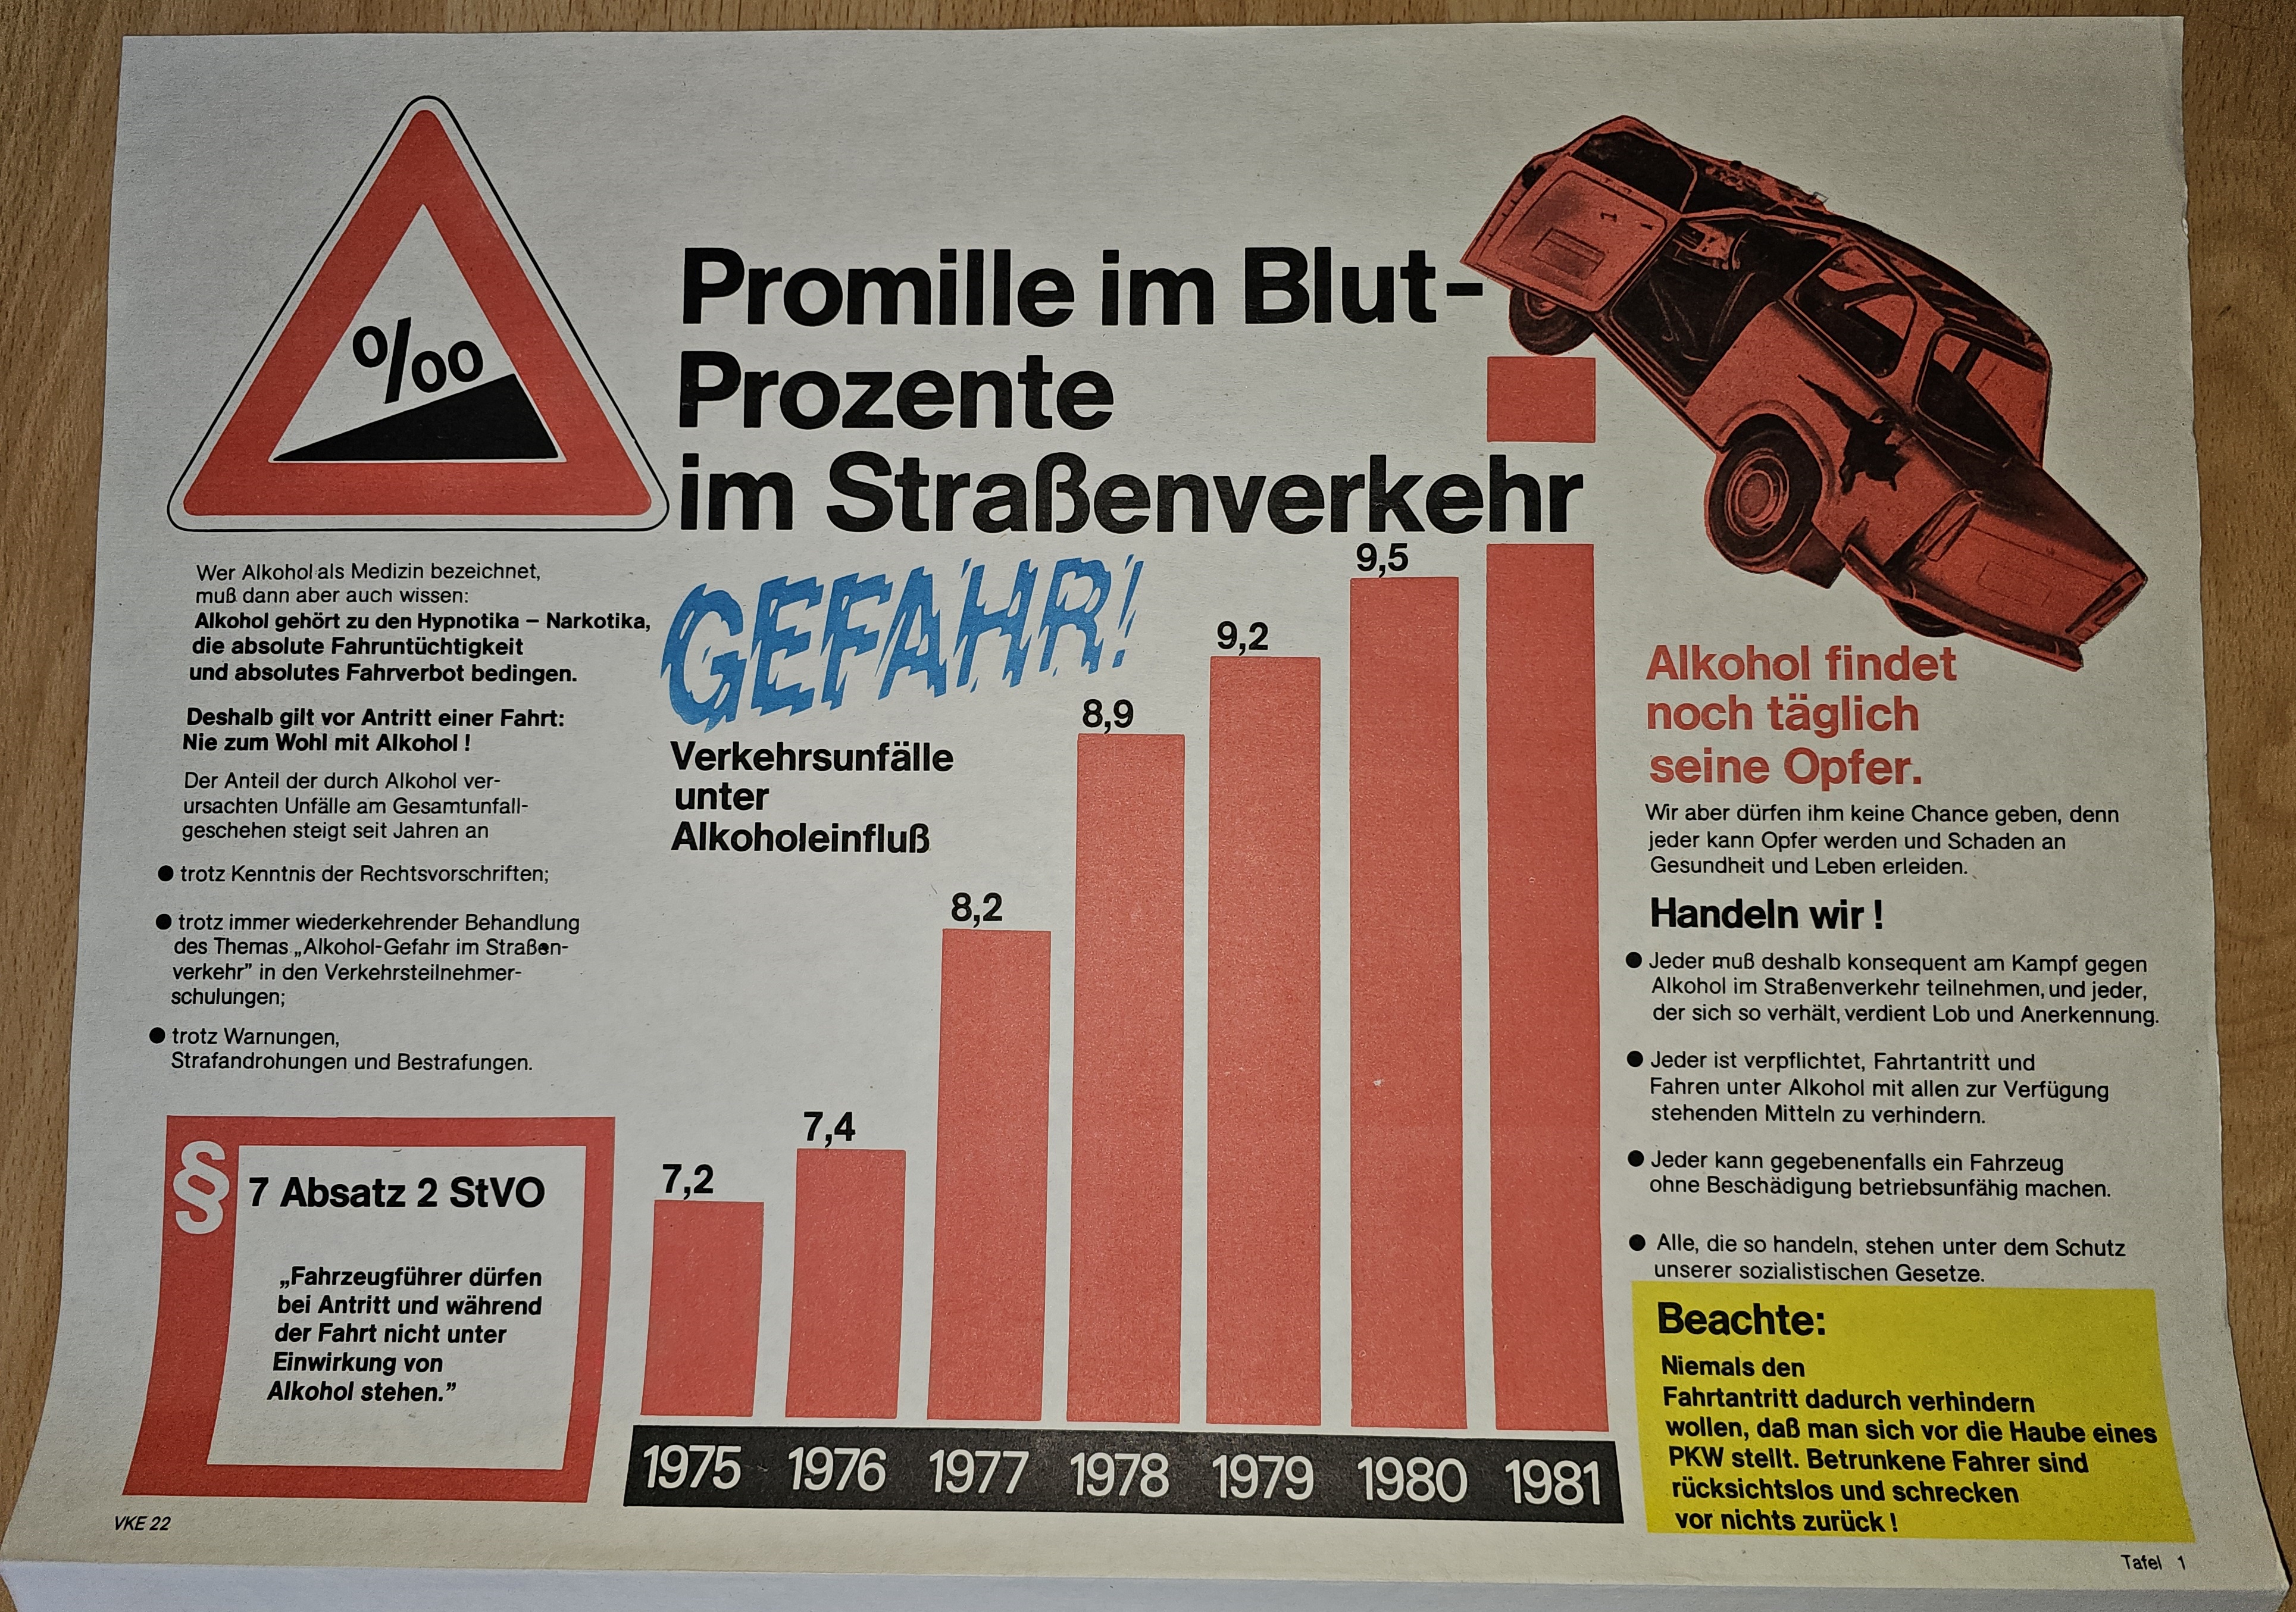 ‰
Promille im Blut-
Prozente
im Straßenverkehr
GEFAHR!
Wer Alkohol als Medizin bezeichnet,
muß dann aber auch wissen:
Alkohol gehört zu den Hypnotika – Narkotika,
die absolute Fahruntüchtigkeit
und absolutes Fahrverbot bedingen.
Deshalb gilt vor Antritt einer Fahrt:
Nie zum Wohl mit Alkohol !
Der Anteil der durch Alkohol ver-
ursachten Unfälle am Gesamtunfall-
geschehen steigt seit Jahren an
● trotz Kenntnis der Rechtsvorschriften;
● trotz immer wiederkehrender Behandlung
des Themas „Alkohol-Gefahr im Straßen-
verkehr” in den Verkehrsteilnehmer-
schulungen;
● trotz Warnungen,
Strafandrohungen und Bestrafungen.
§ 7 Absatz 2 StVO
„Fahrzeugführer dürfen
bei Antritt und während
der Fahrt nicht unter
Einwirkung von
Alkohol stehen.”
VKE 22
Verkehrsunfälle
unter
Alkoholeinfluß
7,2
7,4
8,2
8,9
9,2
9,5
1975 1976 1977 1978 1979 1980 1981
1
Alkohol findet
noch täglich
seine Opfer.
Wir aber dürfen ihm keine Chance geben, denn
jeder kann Opfer werden und Schaden an
Gesundheit und Leben erleiden.
Handeln wir !
● Jeder muß deshalb konsequent am Kampf gegen
Alkohol im Straßenverkehr teilnehmen, und jeder,
der sich so verhält, verdient Lob und Anerkennung.
● Jeder ist verpflichtet, Fahrtantritt und
Fahren unter Alkohol mit allen zur Verfügung
stehenden Mitteln zu verhindern.
● Jeder kann gegebenenfalls ein Fahrzeug
ohne Beschädigung betriebsunfähig machen.
● Alle, die so handeln, stehen unter dem Schutz
unserer sozialistischen Gesetze.
Beachte:
Niemals den
Fahrtantritt dadurch verhindern
wollen, daß man sich vor die Haube eines
PKW stellt. Betrunkene Fahrer sind
rücksichtslos und schrecken
vor nichts zurück !
Tafel 1